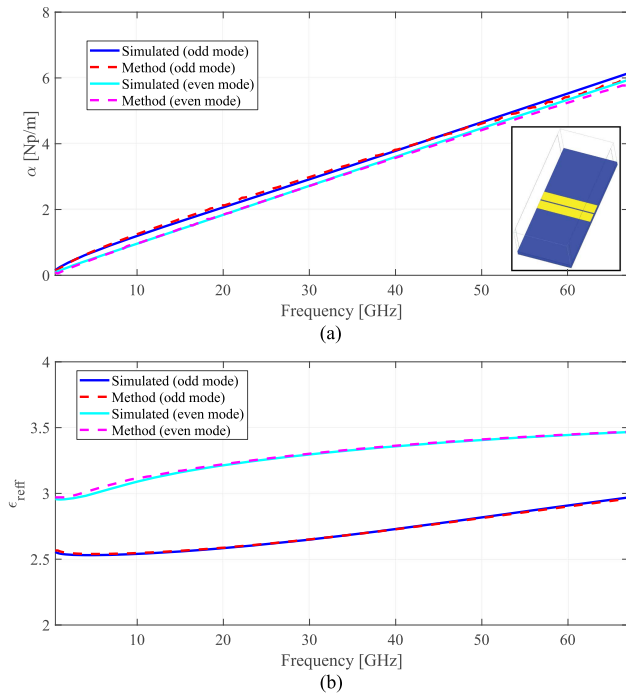 8
6
4
2
0
α [Np/m]
Simulated (odd mode)
Method (odd mode)
Simulated (even mode)
Method (even mode)
10 20 30 40 50 60
Frequency [GHz]
(a)
4
3.5
3
2.5
2
ϵreff
Simulated (odd mode)
Method (odd mode)
Simulated (even mode)
Method (even mode)
10 20 30 40 50 60
Frequency [GHz]
(b)